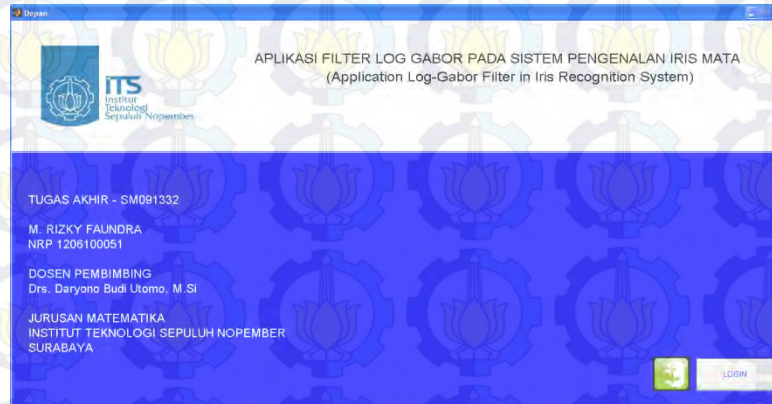 Depan
APLIKASI FILTER LOG GABOR PADA SISTEM PENGENALAN IRIS MATA
(Application Log-Gabor Filter in Iris Recognition System)
ITS
Institut
Teknologi
Sepuluh Nopember
TUGAS AKHIR - SM091332
M. RIZKY FAUNDRA
NRP 1206100051
DOSEN PEMBIMBING
Drs. Daryono Budi Utomo, M.Si
JURUSAN MATEMATIKA
INSTITUT TEKNOLOGI SEPULUH NOPEMBER
SURABAYA
LOGIN